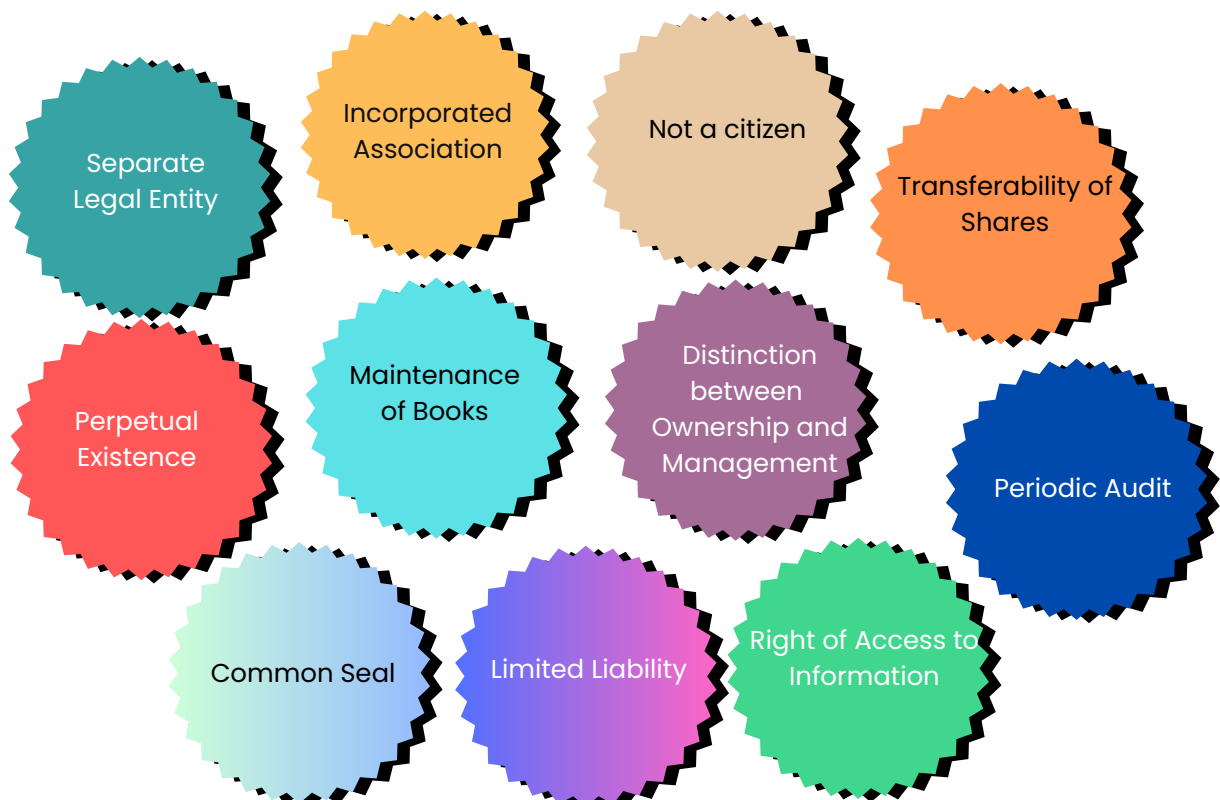 Separate
Legal Entity
Incorporated
Association
Not a citizen
Transferability of
Shares
Perpetual
Existence
Maintenance
of Books
Distinction
between
Ownership and
Management
Periodic Audit
Common Seal
Limited Liability
Right of Access to
Information